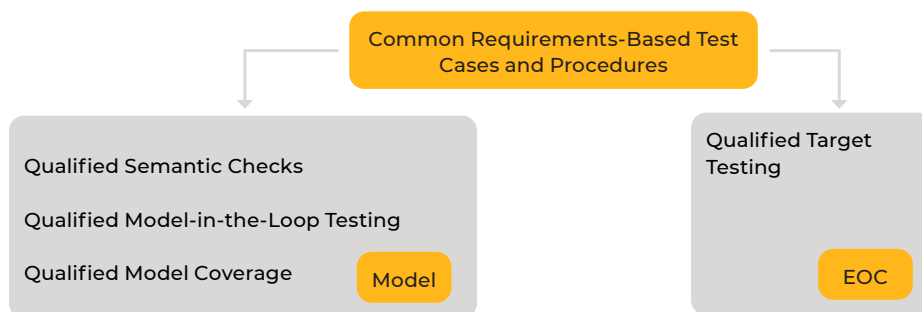 Common Requirements-Based Test
Cases and Procedures
Qualified Semantic Checks
Qualified Model-in-the-Loop Testing
Qualified Model Coverage
Model
Qualified Target
Testing
EOC